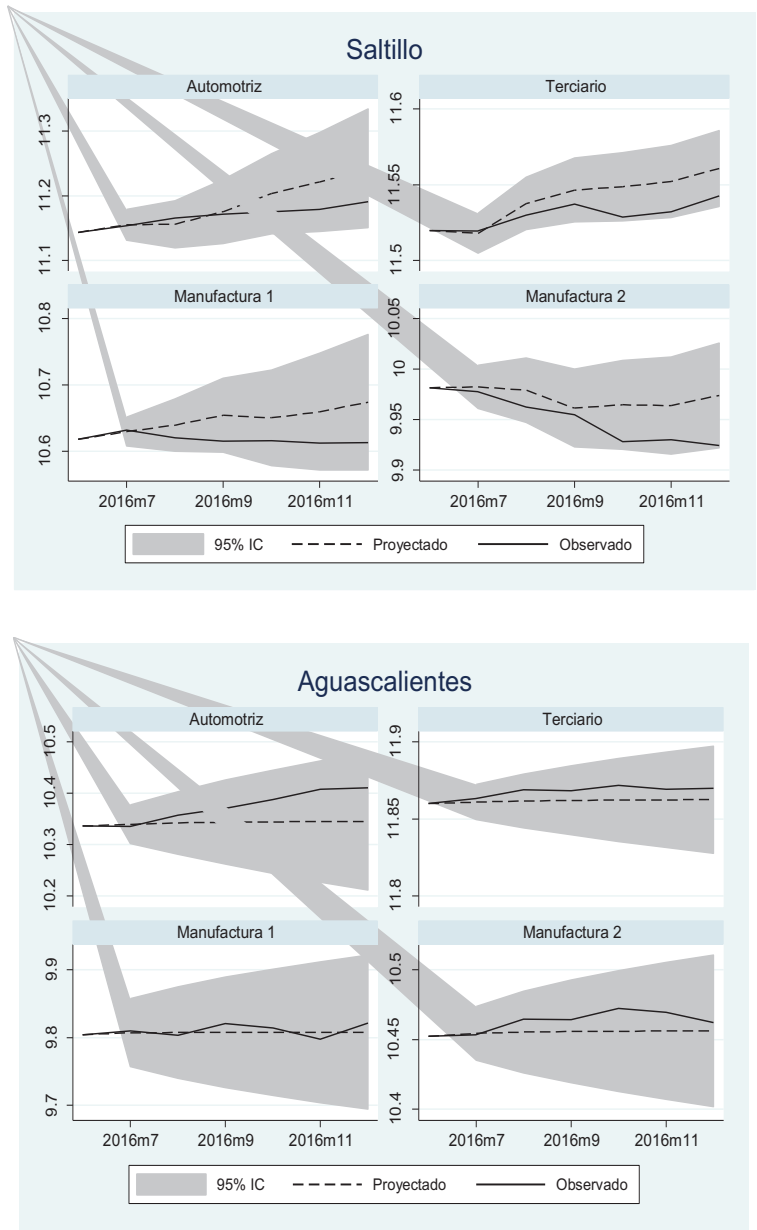 Saltillo
Automotriz
11.3
11.2
11.1
Terciario
11.6
11.55
11.5
Manufactura 1
10.8
10.7
10.6
2016m7 2016m9 2016m11
Manufactura 2
10.05
10
9.95
9.9
2016m7 2016m9 2016m11
95% IC Proyectado Observado
Aguascalientes
Automotriz
10.5
10.4
10.3
10.2
Terciario
11.9
11.85
11.8
Manufactura 1
9.9
9.8
9.7
2016m7 2016m9 2016m11
Manufactura 2
10.5
10.45
10.4
2016m7 2016m9 2016m11
95% IC Proyectado Observado